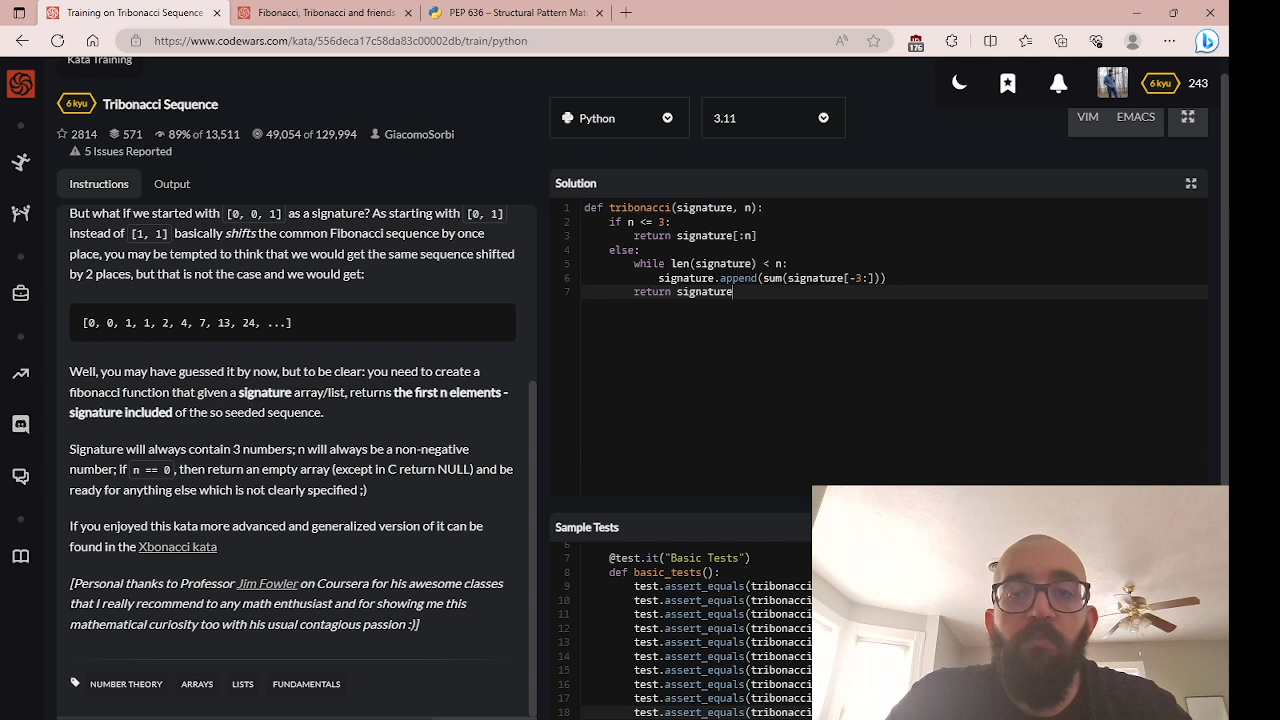 Training on Tribonacci Sequence
Fibonacci, Tribonacci and friends
PEP 636 – Structural Pattern Mat
https://www.codewars.com/kata/556deca17c58da83c00002db/train/python
176
Kata Training
6 kyu
243
6 kyu Tribonacci Sequence
2814 571 89% of 13,511 49,054 of 129,994 GiacomoSorbi
5 Issues Reported
Python
3.11
VIM EMACS
Instructions Output
But what if we started with [0, 0, 1] as a signature? As starting with [0, 1]
instead of [1, 1] basically shifts the common Fibonacci sequence by once
place, you may be tempted to think that we would get the same sequence shifted
by 2 places, but that is not the case and we would get:
[0, 0, 1, 1, 2, 4, 7, 13, 24, ...]
Well, you may have guessed it by now, but to be clear: you need to create a
fibonacci function that given a signature array/list, returns the first n elements -
signature included of the so seeded sequence.
Signature will always contain 3 numbers; n will always be a non-negative
number; if n == 0, then return an empty array (except in C return NULL) and be
ready for anything else which is not clearly specified ;)
If you enjoyed this kata more advanced and generalized version of it can be
found in the Xbonacci kata
[Personal thanks to Professor Jim Fowler on Coursera for his awesome classes
that I really recommend to any math enthusiast and for showing me this
mathematical curiosity too with his usual contagious passion :)]
NUMBER THEORY ARRAYS LISTS FUNDAMENTALS
Solution
1 def tribonacci(signature, n):
2 if n <= 3:
3 return signature[:n]
4 else:
5 while len(signature) < n:
6 signature.append(sum(signature[-3:]))
7 return signature
Sample Tests
6
7 @test.it("Basic Tests")
8 def basic_tests():
9 test.assert_equals(tribonacci
10 test.assert_equals(tribonacci
11 test.assert_equals(tribonacci
12 test.assert_equals(tribonacci
13 test.assert_equals(tribonacci
14 test.assert_equals(tribonacci
15 test.assert_equals(tribonacci
16 test.assert_equals(tribonacci
17 test.assert_equals(tribonacci
18 test.assert_equals(tribonacci